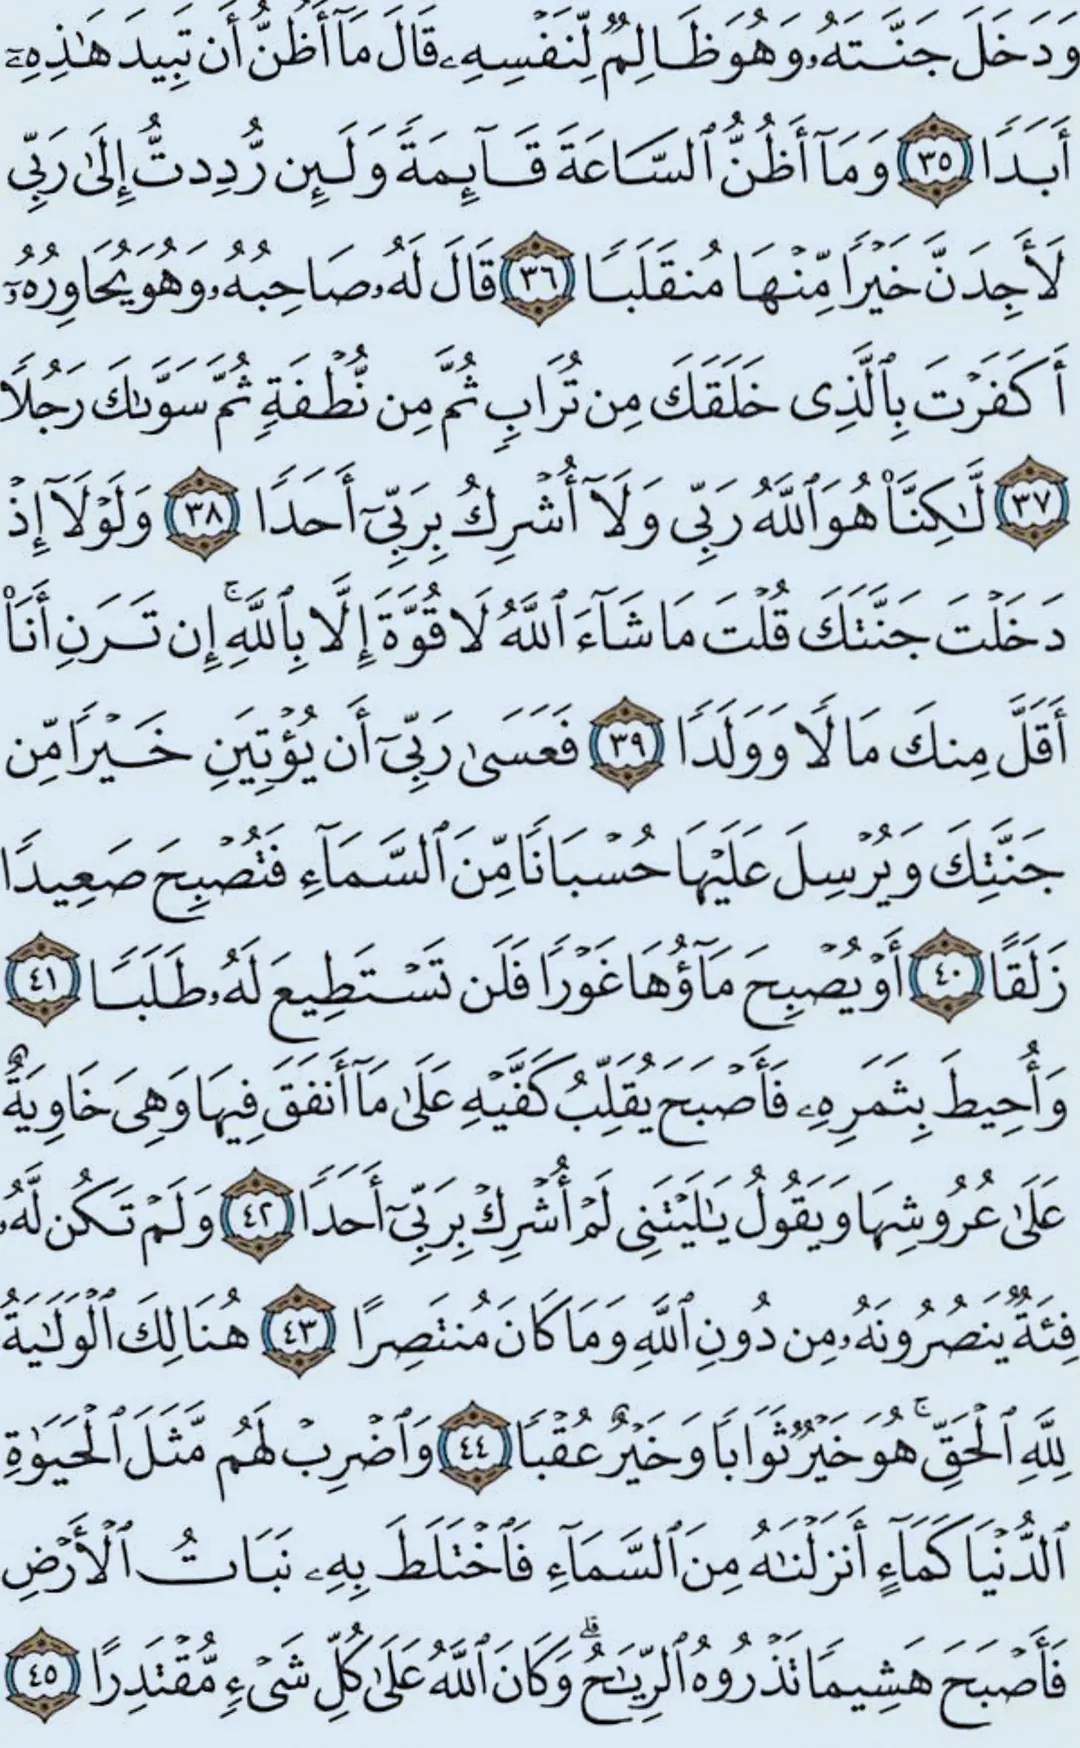 وَدَخَلَ جَنَّتَهُۥ وَهُوَ ظَالِمٌ لِّنَفْسِهِۦ قَالَ مَآ أَظُنُّ أَن تَبِيدَ هَٰذِهِۦٓ
أَبَدًا ٣٥ وَمَآ أَظُنُّ ٱلسَّاعَةَ قَآئِمَةً وَلَئِن رُّدِدتُّ إِلَىٰ رَبِّى
لَأَجِدَنَّ خَيْرًا مِّنْهَا مُنقَلَبًا ٣٦ قَالَ لَهُۥ صَاحِبُهُۥ وَهُوَ يُحَاوِرُهُۥٓ
أَكَفَرْتَ بِٱلَّذِى خَلَقَكَ مِن تُرَابٍ ثُمَّ مِن نُّطْفَةٍ ثُمَّ سَوَّىٰكَ رَجُلًا
٣٧ لَّٰكِنَّا۠ هُوَ ٱللَّهُ رَبِّى وَلَآ أُشْرِكُ بِرَبِّىٓ أَحَدًا ٣٨ وَلَوْلَآ إِذْ
دَخَلْتَ جَنَّتَكَ قُلْتَ مَا شَآءَ ٱللَّهُ لَا قُوَّةَ إِلَّا بِٱللَّهِ ۚ إِن تَرَنِ أَنَا۠
أَقَلَّ مِنكَ مَالًا وَوَلَدًا ٣٩ فَعَسَىٰ رَبِّىٓ أَن يُؤْتِيَنِ خَيْرًا مِّن
جَنَّتِكَ وَيُرْسِلَ عَلَيْهَا حُسْبَانًا مِّنَ ٱلسَّمَآءِ فَتُصْبِحَ صَعِيدًا
زَلَقًا ٤٠ أَوْ يُصْبِحَ مَآؤُهَا غَوْرًا فَلَن تَسْتَطِيعَ لَهُۥ طَلَبًا ٤١
وَأُحِيطَ بِثَمَرِهِۦ فَأَصْبَحَ يُقَلِّبُ كَفَّيْهِ عَلَىٰ مَآ أَنفَقَ فِيهَا وَهِىَ خَاوِيَةٌ
عَلَىٰ عُرُوشِهَا وَيَقُولُ يَٰلَيْتَنِى لَمْ أُشْرِكْ بِرَبِّىٓ أَحَدًا ٤٢ وَلَمْ تَكُن لَّهُۥ
فِئَةٌ يَنصُرُونَهُۥ مِن دُونِ ٱللَّهِ وَمَا كَانَ مُنتَصِرًا ٤٣ هُنَالِكَ ٱلْوَلَٰيَةُ
لِلَّهِ ٱلْحَقِّ ۚ هُوَ خَيْرٌ ثَوَابًا وَخَيْرٌ عُقْبًا ٤٤ وَٱضْرِبْ لَهُم مَّثَلَ ٱلْحَيَوٰةِ
ٱلدُّنْيَا كَمَآءٍ أَنزَلْنَٰهُ مِنَ ٱلسَّمَآءِ فَٱخْتَلَطَ بِهِۦ نَبَاتُ ٱلْأَرْضِ
فَأَصْبَحَ هَشِيمًا تَذْرُوهُ ٱلرِّيَٰحُ ۗ وَكَانَ ٱللَّهُ عَلَىٰ كُلِّ شَىْءٍ مُّقْتَدِرًا ٤٥